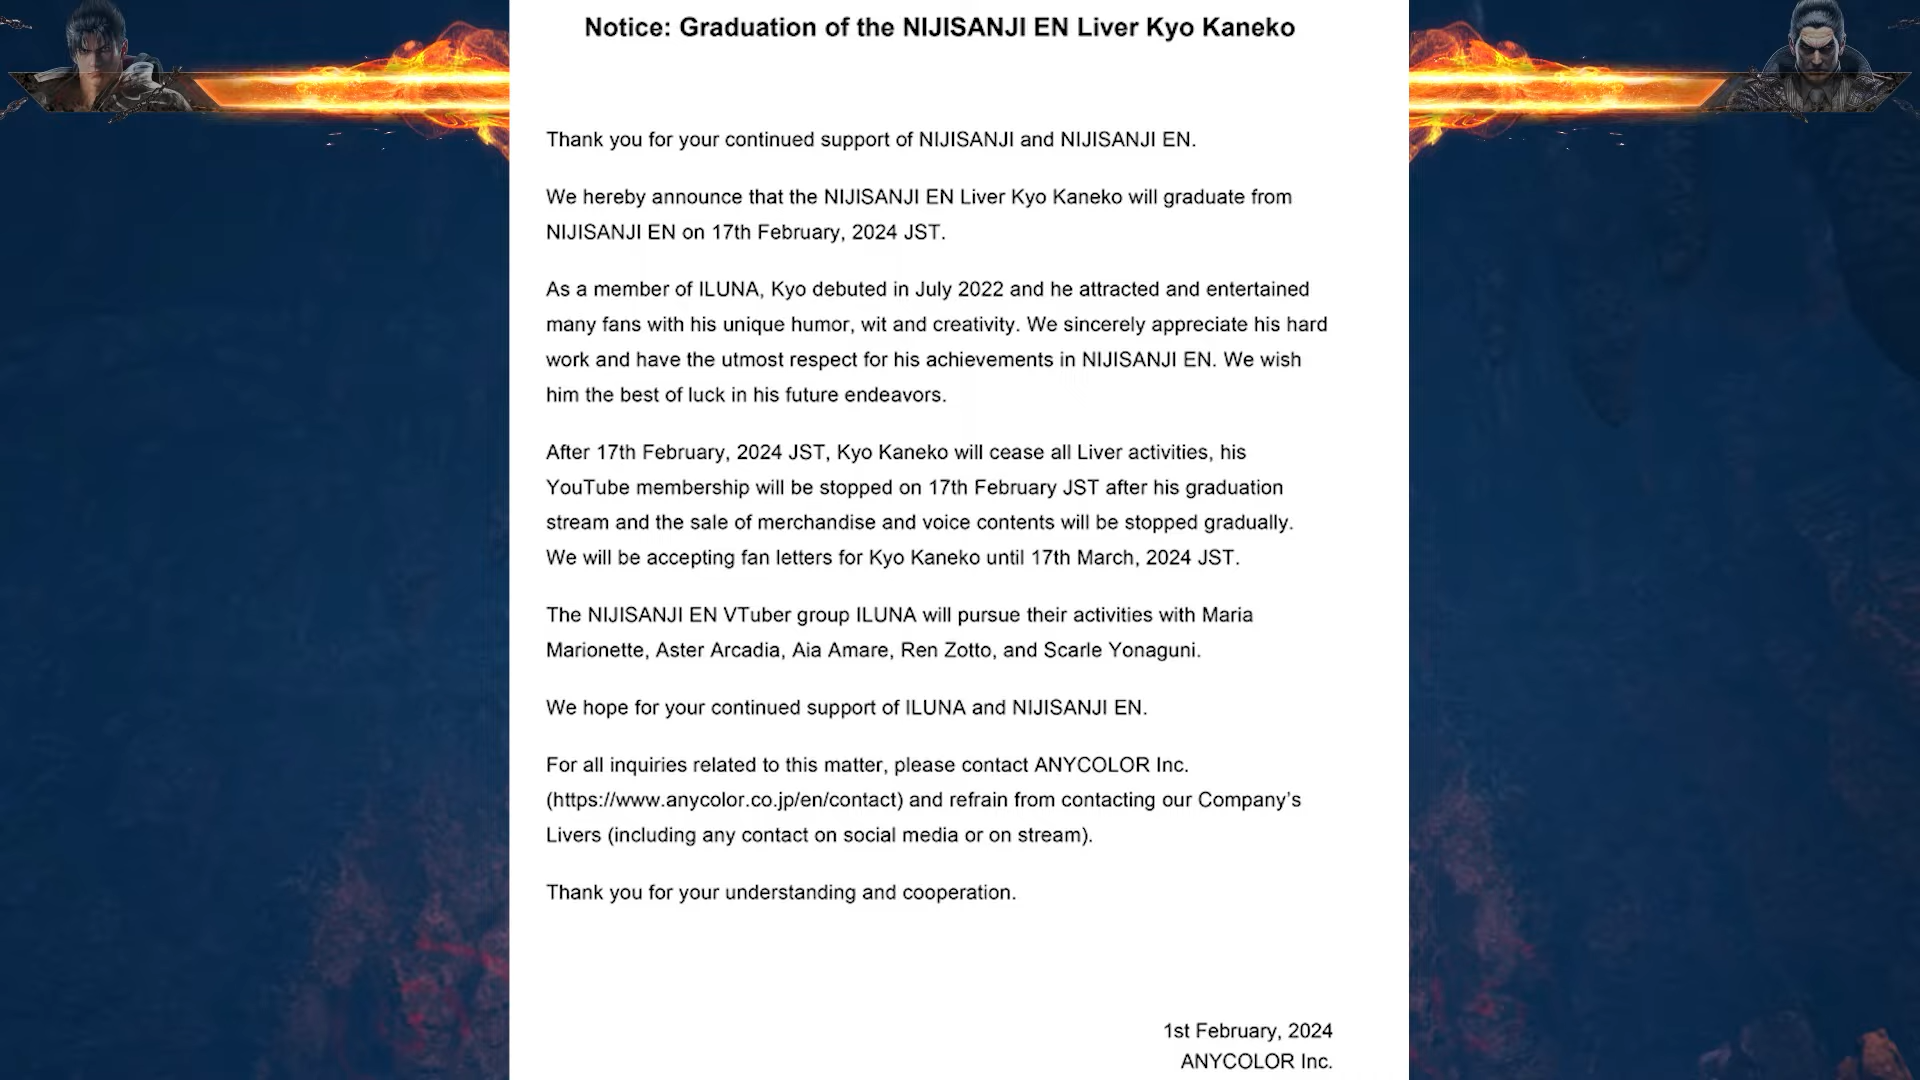 Notice: Graduation of the NIJISANJI EN Liver Kyo Kaneko
Thank you for your continued support of NIJISANJI and NIJISANJI EN.
We hereby announce that the NIJISANJI EN Liver Kyo Kaneko will graduate from
NIJISANJI EN on 17th February, 2024 JST.
As a member of ILUNA, Kyo debuted in July 2022 and he attracted and entertained
many fans with his unique humor, wit and creativity. We sincerely appreciate his hard
work and have the utmost respect for his achievements in NIJISANJI EN. We wish
him the best of luck in his future endeavors.
After 17th February, 2024 JST, Kyo Kaneko will cease all Liver activities, his
YouTube membership will be stopped on 17th February JST after his graduation
stream and the sale of merchandise and voice contents will be stopped gradually.
We will be accepting fan letters for Kyo Kaneko until 17th March, 2024 JST.
The NIJISANJI EN VTuber group ILUNA will pursue their activities with Maria
Marionette, Aster Arcadia, Aia Amare, Ren Zotto, and Scarle Yonaguni.
We hope for your continued support of ILUNA and NIJISANJI EN.
For all inquiries related to this matter, please contact ANYCOLOR Inc.
(https://www.anycolor.co.jp/en/contact) and refrain from contacting our Company’s
Livers (including any contact on social media or on stream).
Thank you for your understanding and cooperation.
1st February, 2024
ANYCOLOR Inc.